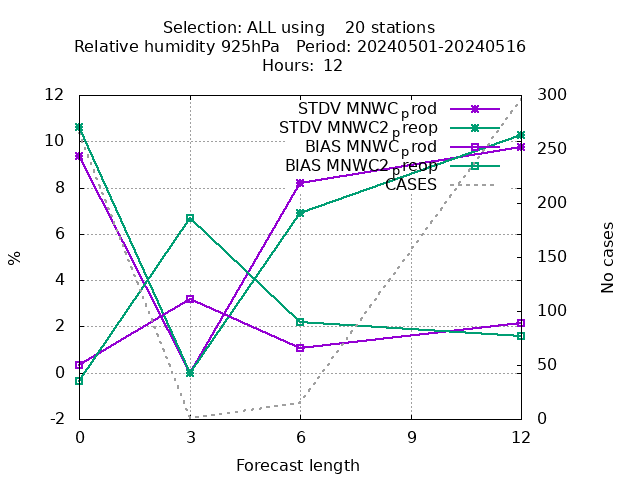 Selection: ALL using 20 stations
Relative humidity 925hPa Period: 20240501-20240516
Hours: 12
STDV MNWC_prod
STDV MNWC2_preop
BIAS MNWC_prod
BIAS MNWC2_preop
CASES
12
10
8
6
4
2
0
-2
%
300
250
200
150
100
50
0
No cases
0 3 6 9 12
Forecast length